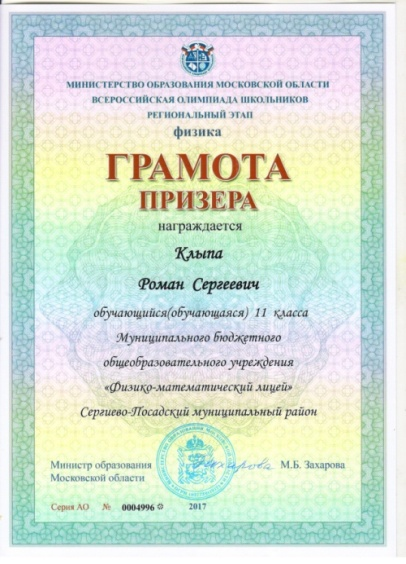 МИНИСТЕРСТВО ОБРАЗОВАНИЯ МОСКОВСКОЙ ОБЛАСТИ
ВСЕРОССИЙСКАЯ ОЛИМПИАДА ШКОЛЬНИКОВ
РЕГИОНАЛЬНЫЙ ЭТАП
физика
ГРАМОТА
ПРИЗЕРА
награждается
Клыпа
Роман Сергеевич
обучающийся(обучающаяся) 11 класса
Муниципального бюджетного
общеобразовательного учреждения
«Физико-математический лицей»
Сергиево-Посадский муниципальный район
Министр образования
Московской области
М.Б. Захарова
Серия АО № 0004996 2017